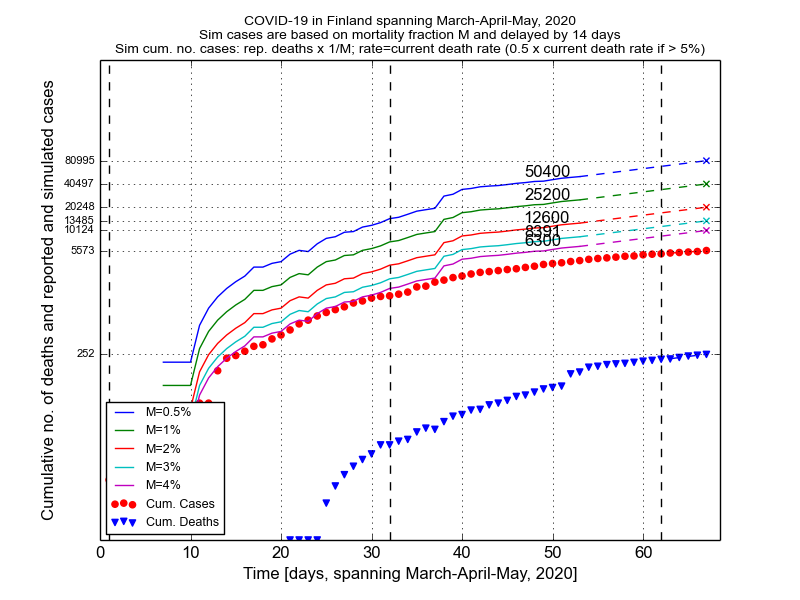 COVID-19 in Finland spanning March-April-May, 2020
Sim cases are based on mortality fraction M and delayed by 14 days
Sim cum. no. cases: rep. deaths x 1/M; rate=current death rate (0.5 x current death rate if > 5%)
Cumulative no. of deaths and reported and simulated cases
80995
40497
20248
13485
10124
5573
252
50400
25200
12600
8391
6300
M=0.5%
M=1%
M=2%
M=3%
M=4%
Cum. Cases
Cum. Deaths
0 10 20 30 40 50 60
Time [days, spanning March-April-May, 2020]